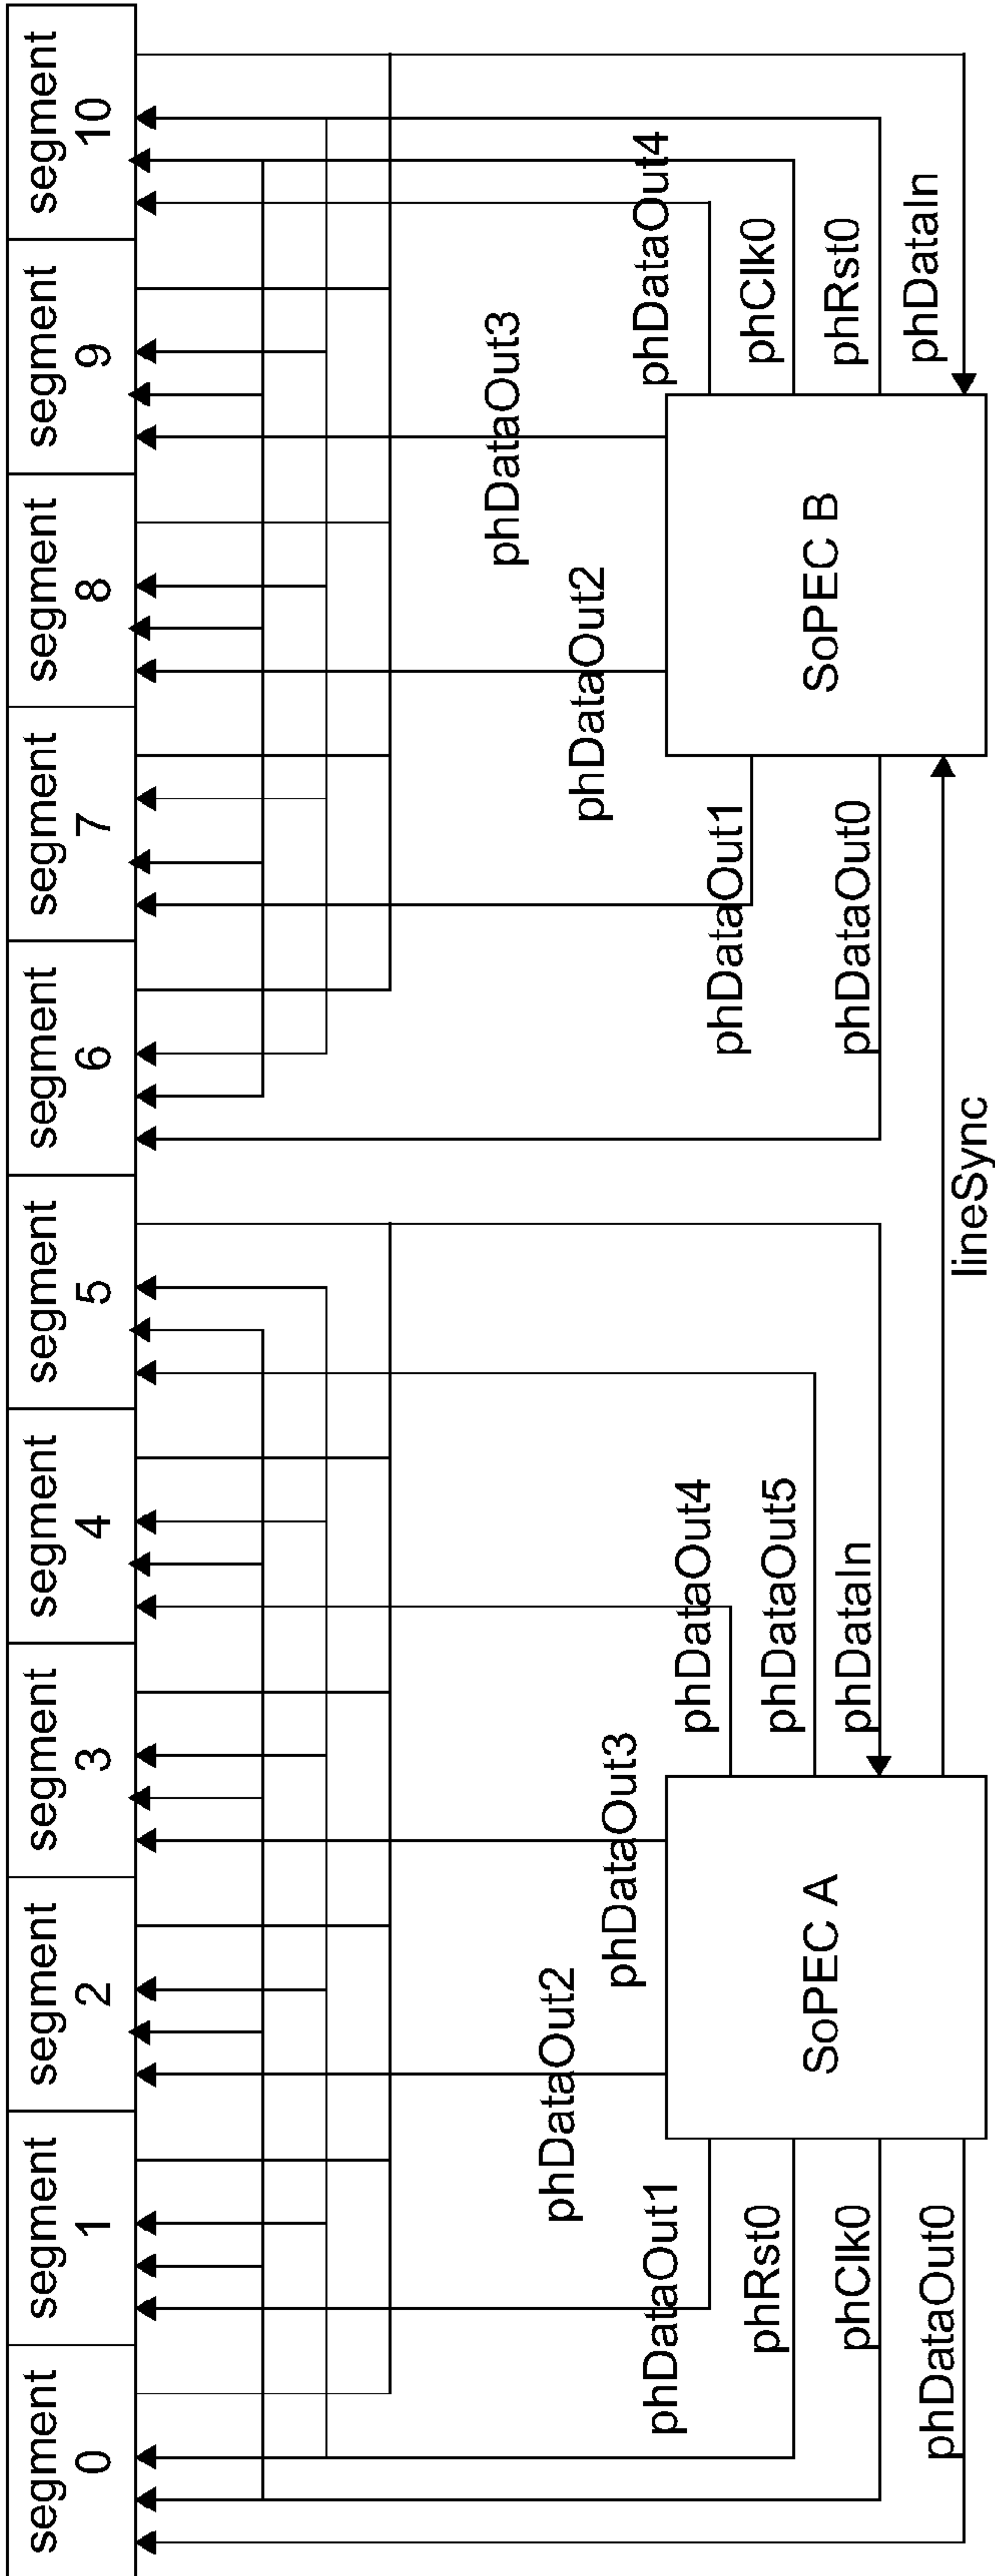 segment
0
segment
1
segment
2
segment
3
segment
4
segment
5
segment
6
segment
7
segment
8
segment
9
segment
10
phDataOut1
phRst0
phClk0
phDataOut0
phDataOut2
phDataOut3
SoPEC A
phDataOut4
phDataOut5
phDataIn
lineSync
phDataOut1
phDataOut0
phDataOut2
phDataOut3
SoPEC B
phDataOut4
phClk0
phRst0
phDataIn